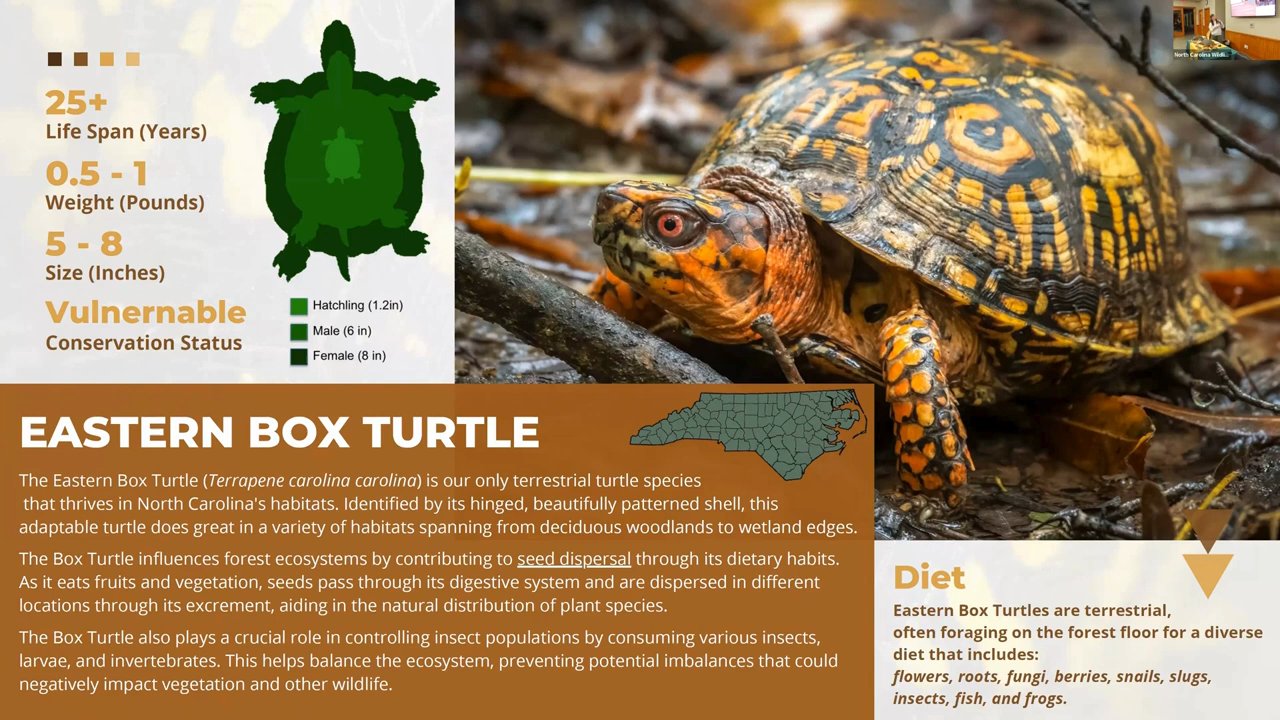 25+
Life Span (Years)
0.5 - 1
Weight (Pounds)
5 - 8
Size (Inches)
Vulnernable
Conservation Status
Hatchling (1.2in)
Male (6 in)
Female (8 in)
North Carolina Wildli...
EASTERN BOX TURTLE
The Eastern Box Turtle (Terrapene carolina carolina) is our only terrestrial turtle species
that thrives in North Carolina's habitats. Identified by its hinged, beautifully patterned shell, this
adaptable turtle does great in a variety of habitats spanning from deciduous woodlands to wetland edges.
The Box Turtle influences forest ecosystems by contributing to seed dispersal through its dietary habits.
As it eats fruits and vegetation, seeds pass through its digestive system and are dispersed in different
locations through its excrement, aiding in the natural distribution of plant species.
The Box Turtle also plays a crucial role in controlling insect populations by consuming various insects,
larvae, and invertebrates. This helps balance the ecosystem, preventing potential imbalances that could
negatively impact vegetation and other wildlife.
Diet
Eastern Box Turtles are terrestrial,
often foraging on the forest floor for a diverse
diet that includes:
flowers, roots, fungi, berries, snails, slugs,
insects, fish, and frogs.